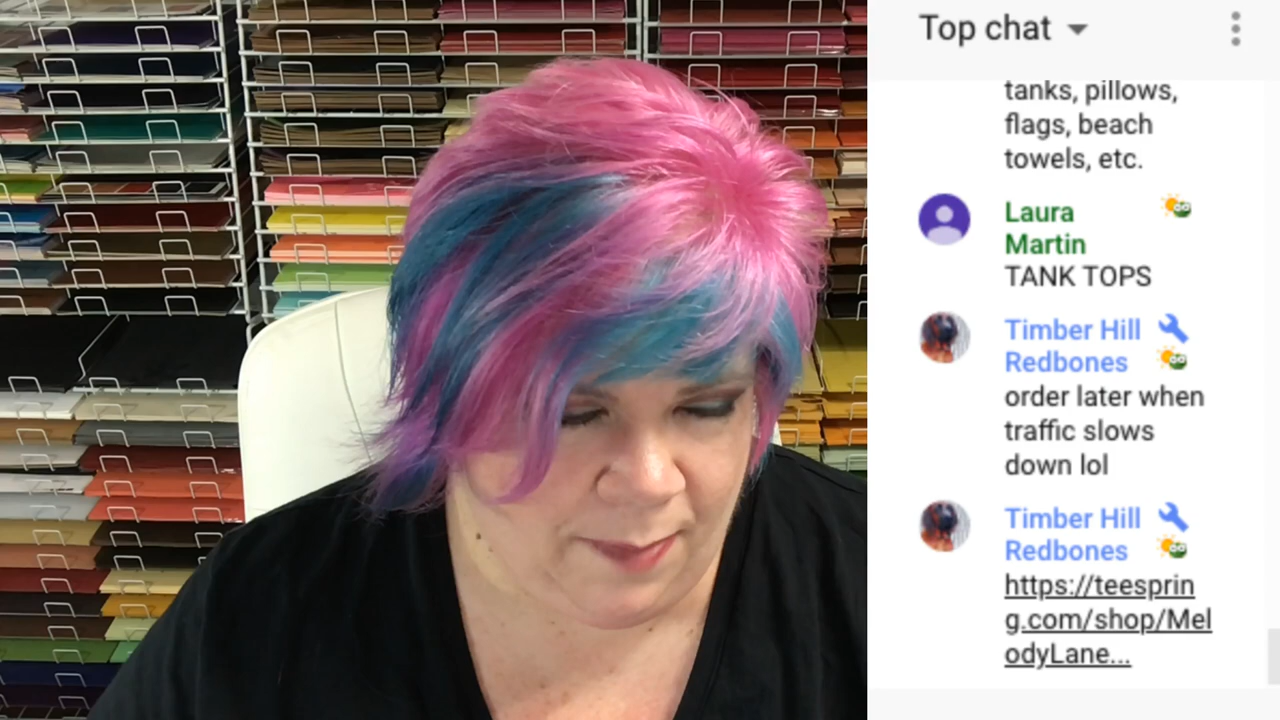 Top chat
tanks, pillows,
flags, beach
towels, etc.
Laura
Martin
TANK TOPS
Timber Hill
Redbones
order later when
traffic slows
down lol
Timber Hill
Redbones
https://teesprin
g.com/shop/Mel
odyLane...